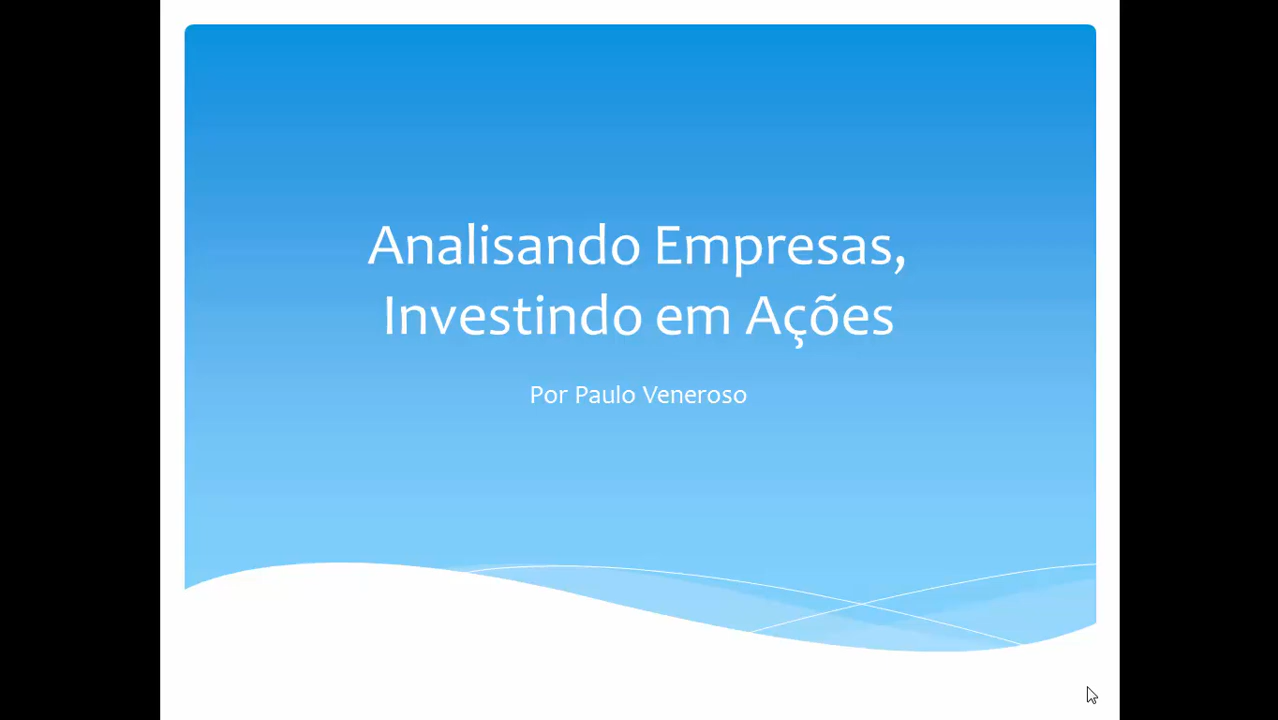 Analisando Empresas,
Investindo em Ações
Por Paulo Veneroso